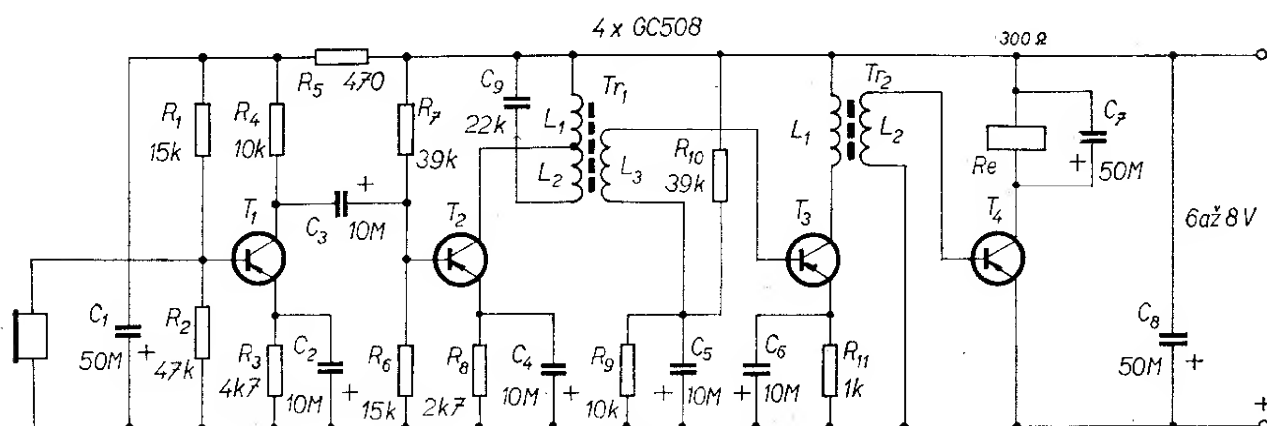 4 x GC508
300 Ω
R5 470
C9
22k
Tr1
Tr2
R1
15k
R4
10k
R7
39k
L1
L2
L3
R10
39k
L1
L2
Re
C7
+ 50M
T1
C3
+
10M
T2
T3
T4
6až 8V
C1
50M +
R2
47k
R3
4k7
C2
10M +
R6
15k
R8
2k7
C4
10M +
R9
10k
C5
10M +
C6
+ 10M
R11
1k
C8
50M +
+